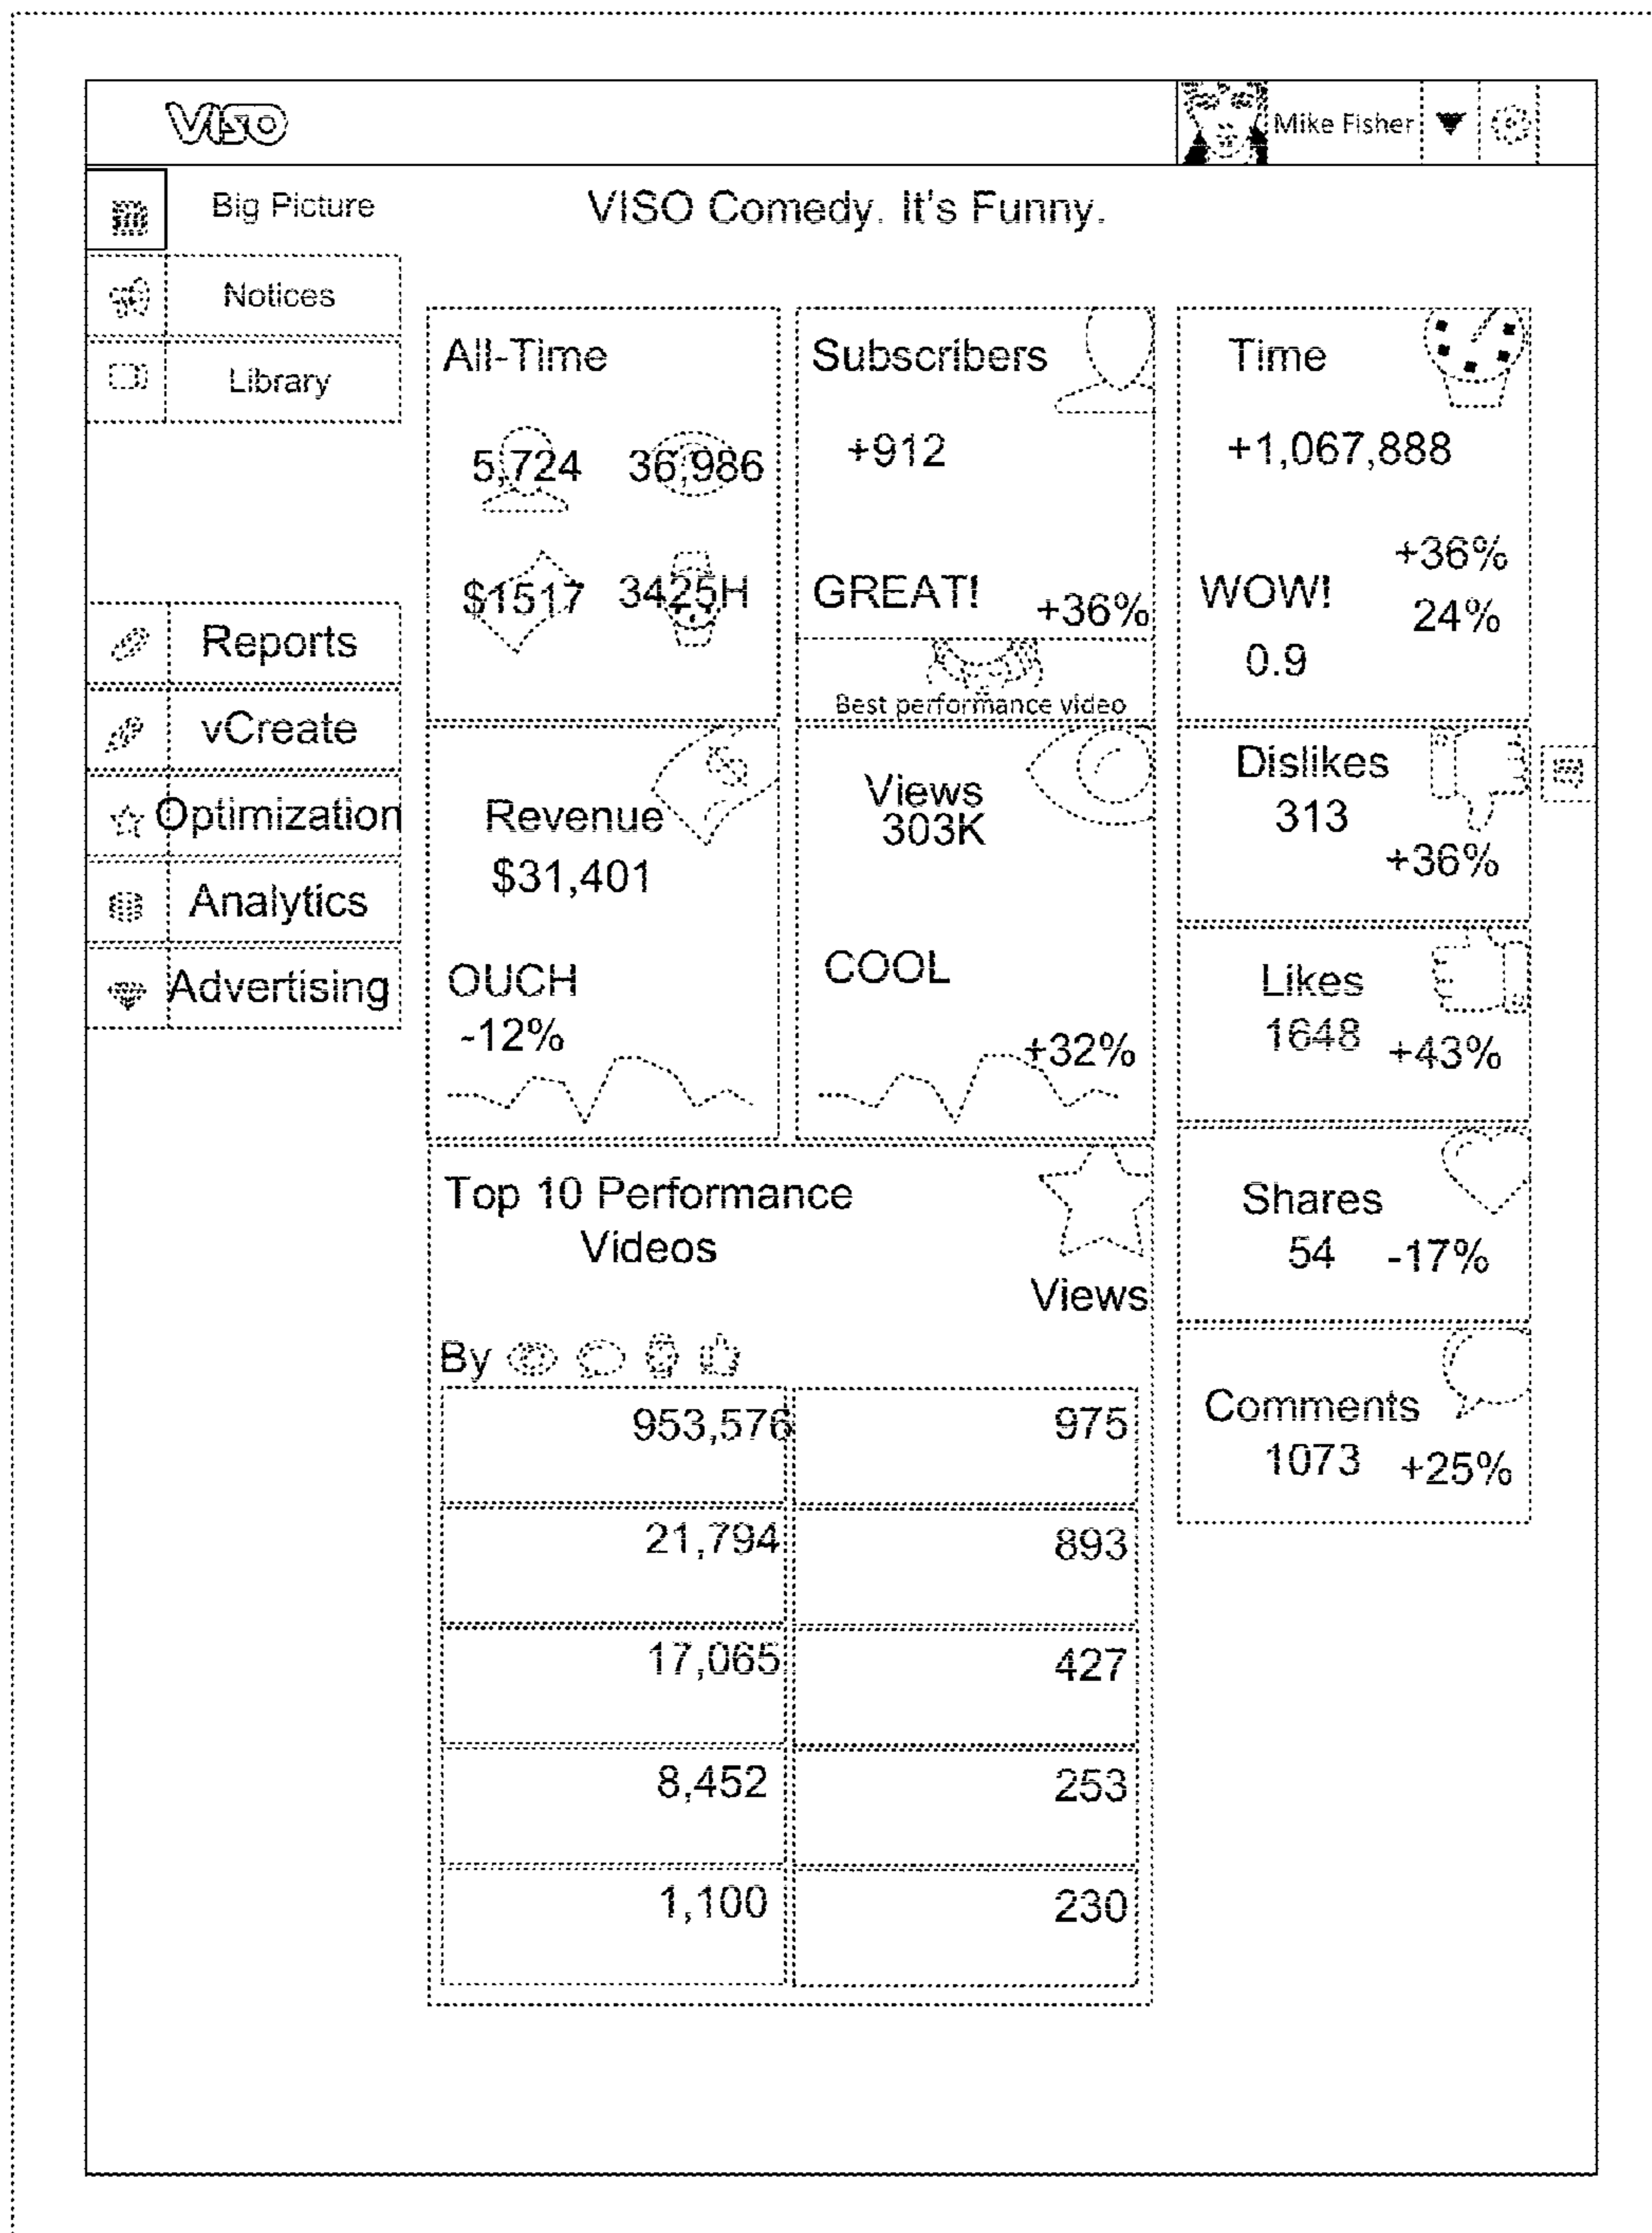 VISO
Mike Fisher
Big Picture
VISO Comedy. It's Funny.
Notices
Library
All-Time
5,724 36,986
$1517 3425H
Subscribers
+912
GREAT! +36%
Best performance video
Time
+1,067,888
+36%
WOW! 24%
0.9
Reports
vCreate
Optimization
Analytics
Advertising
Revenue
$31,401
OUCH
-12%
Views
303K
COOL
+32%
Dislikes
313
+36%
Likes
1648 +43%
Shares
54 -17%
Comments
1073 +25%
Top 10 Performance
Videos
Views
By
953,576 975
21,794 893
17,065 427
8,452 253
1,100 230